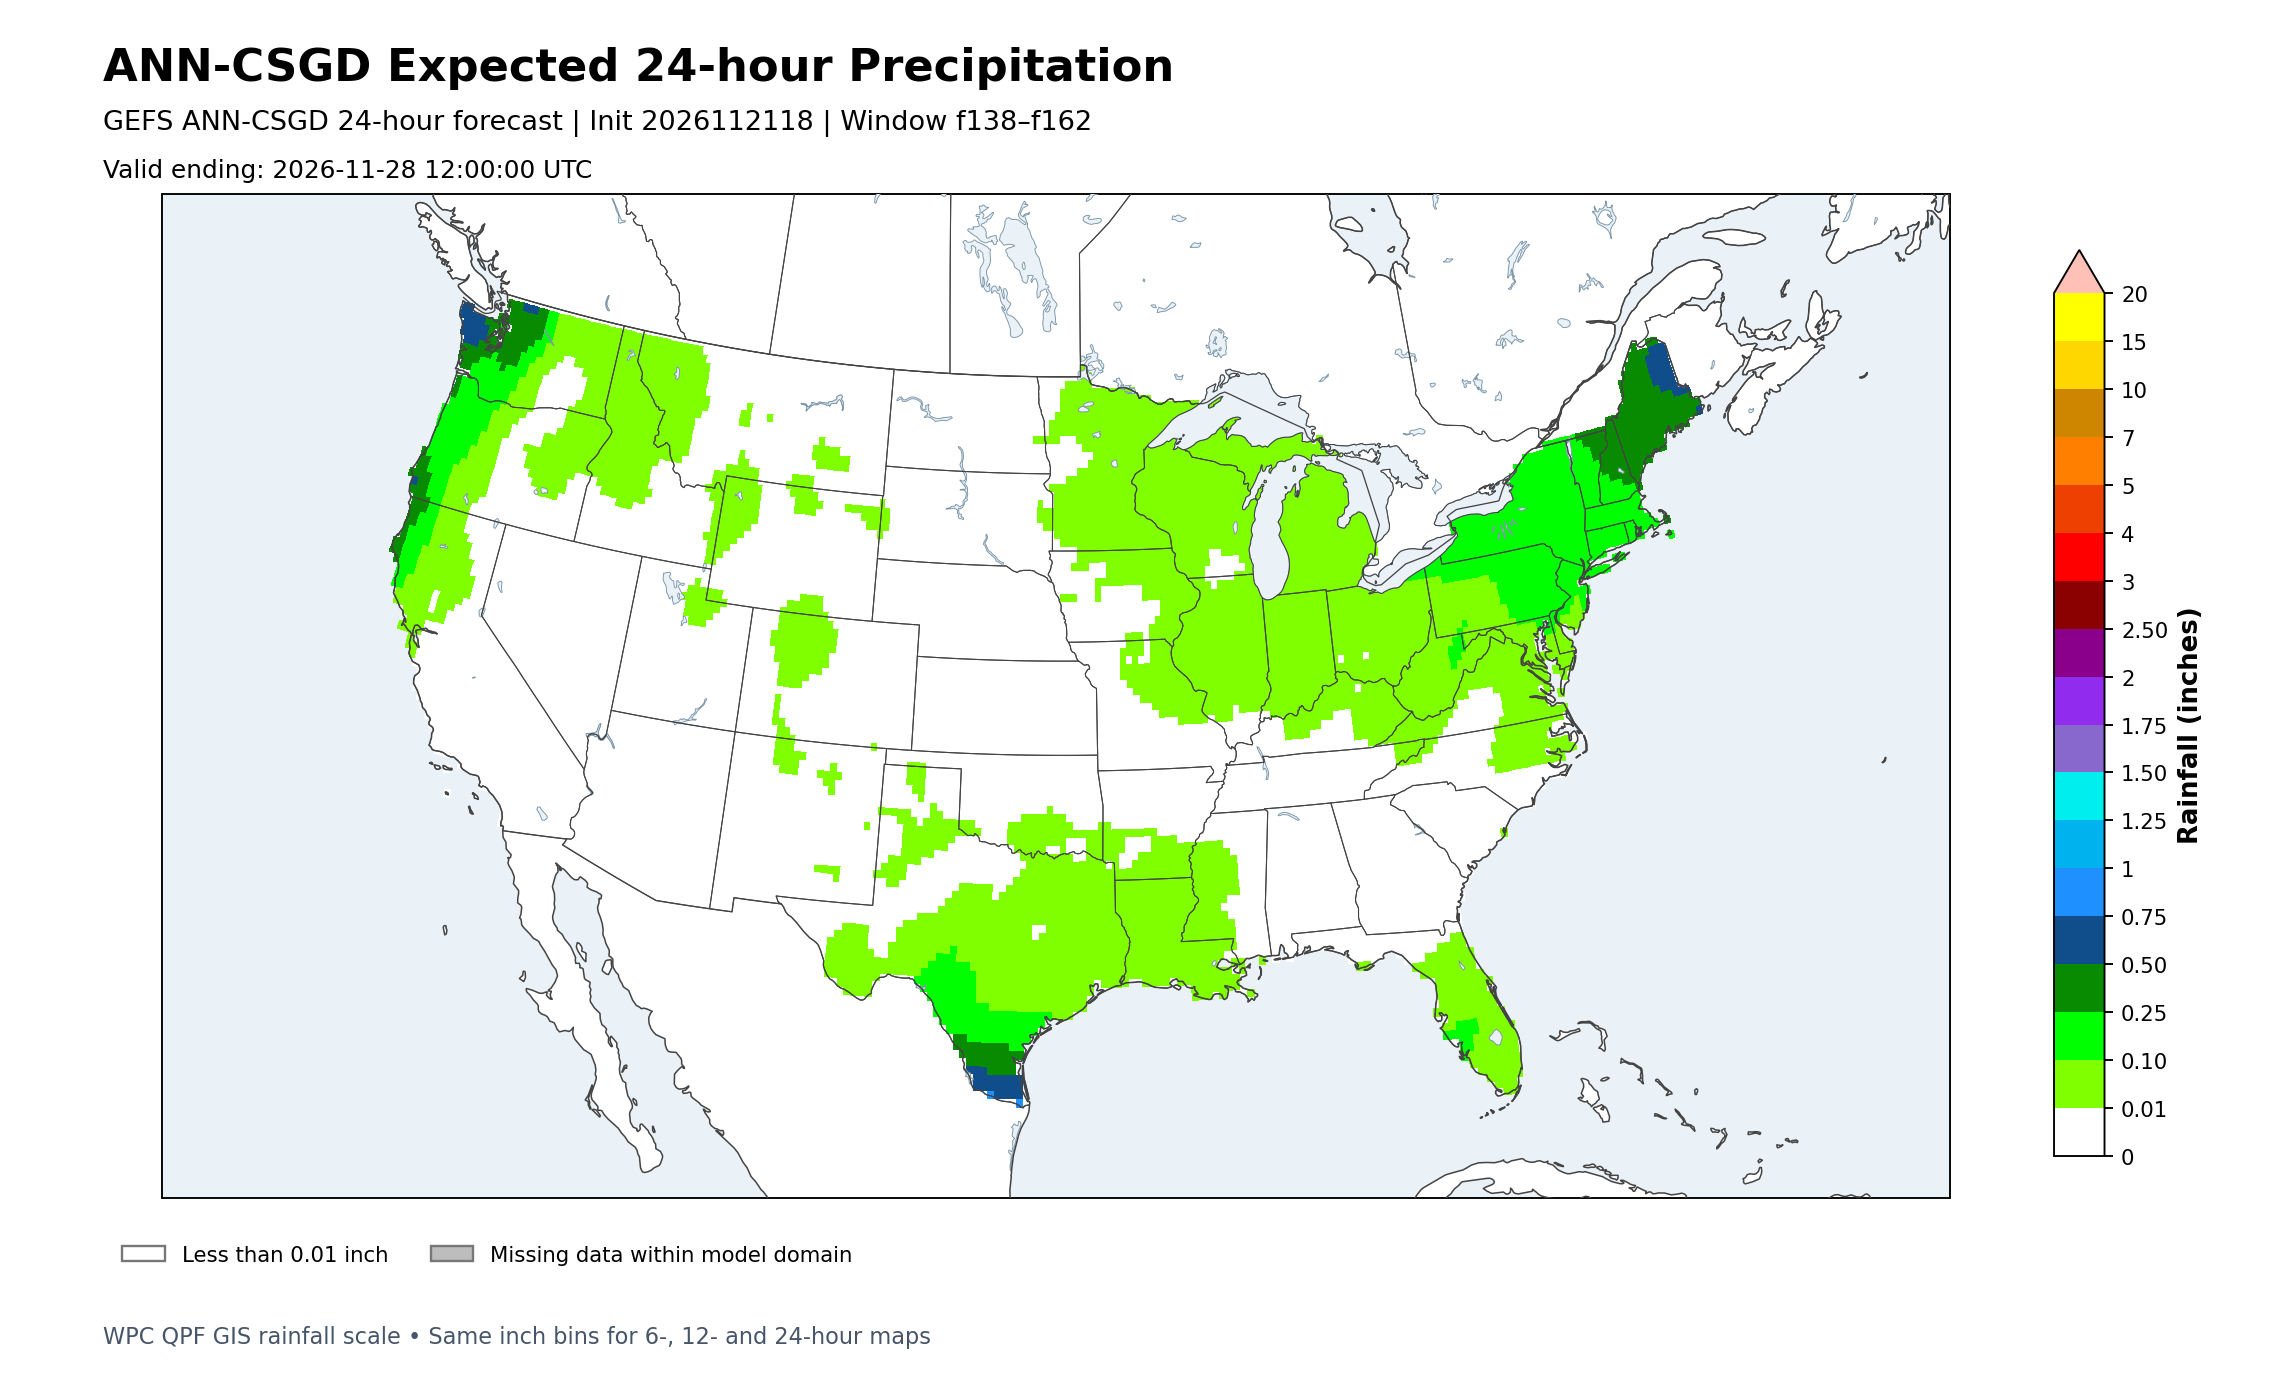 ANN-CSGD Expected 24-hour Precipitation
GEFS ANN-CSGD 24-hour forecast | Init 2026112118 | Window f138–f162
Valid ending: 2026-11-28 12:00:00 UTC
20
15
10
7
5
4
3
2.50
2
1.75
1.50
1.25
1
0.75
0.50
0.25
0.10
0.01
0
Rainfall (inches)
Less than 0.01 inch
Missing data within model domain
WPC QPF GIS rainfall scale • Same inch bins for 6-, 12- and 24-hour maps